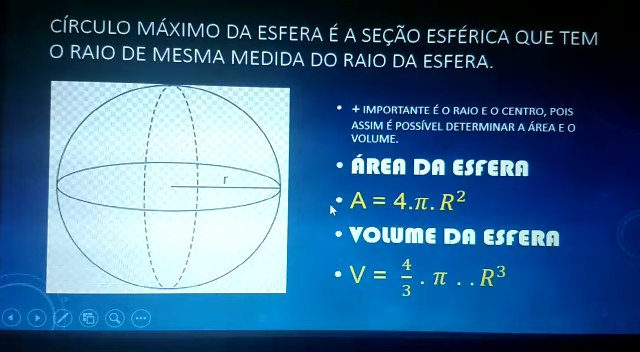 CÍRCULO MÁXIMO DA ESFERA É A SEÇÃO ESFÉRICA QUE TEM
O RAIO DE MESMA MEDIDA DO RAIO DA ESFERA.
r
• + IMPORTANTE É O RAIO E O CENTRO, POIS
ASSIM É POSSÍVEL DETERMINAR A ÁREA E O
VOLUME.
• ÁREA DA ESFERA
• A = 4.π.R²
• VOLUME DA ESFERA
• V = 4/3 . π . . R³